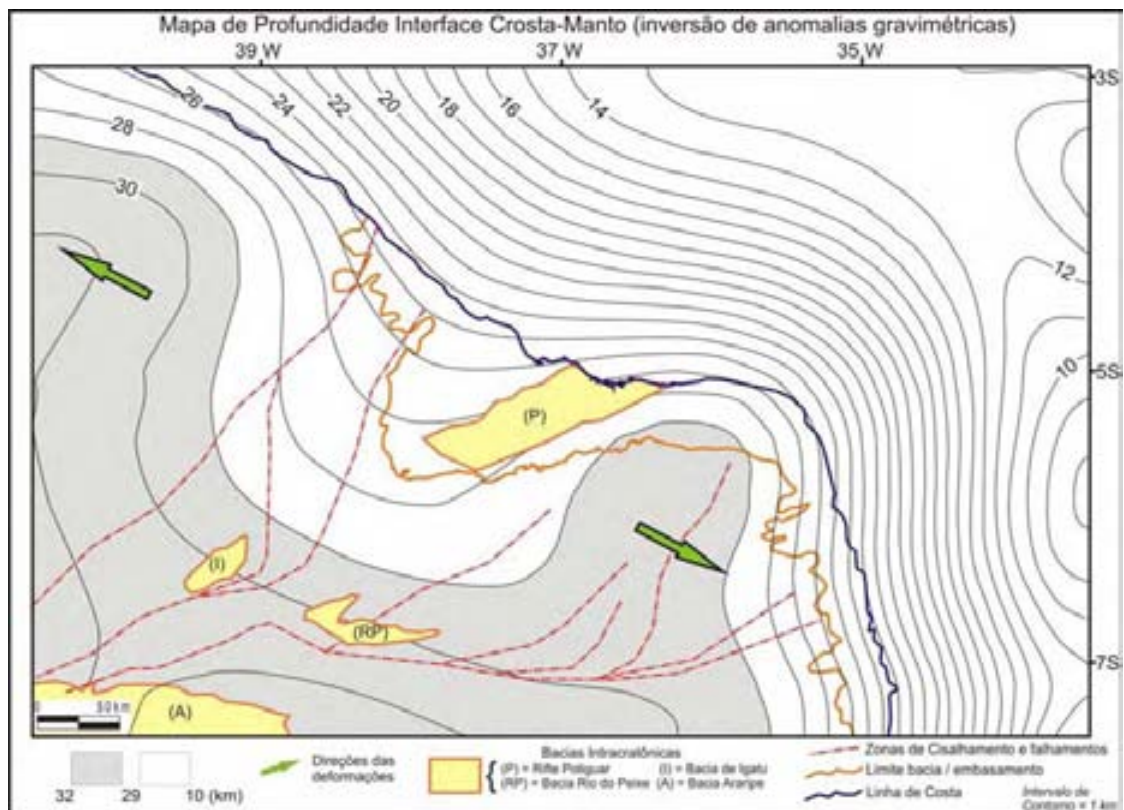 Mapa de Profundidade Interface Crosta-Manto (inversão de anomalias gravimétricas)
39 W 37 W 35 W
3S
26 24 22 20 18 16 14
28
30
12
10
5S
(P)
(I)
(RP)
7S
0 50 km
(A)
32 29 10 (km)
Direções das
deformações
Bacias Intracratônicas
(P) = Rifte Potiguar (I) = Bacia de Igatu
(RP) = Bacia Rio do Peixe (A) = Bacia Araripe
Zonas de Cisalhamento e falhamentos
Limite bacia / embasamento
Linha de Costa
Intervalo de
Contorno = 1 km